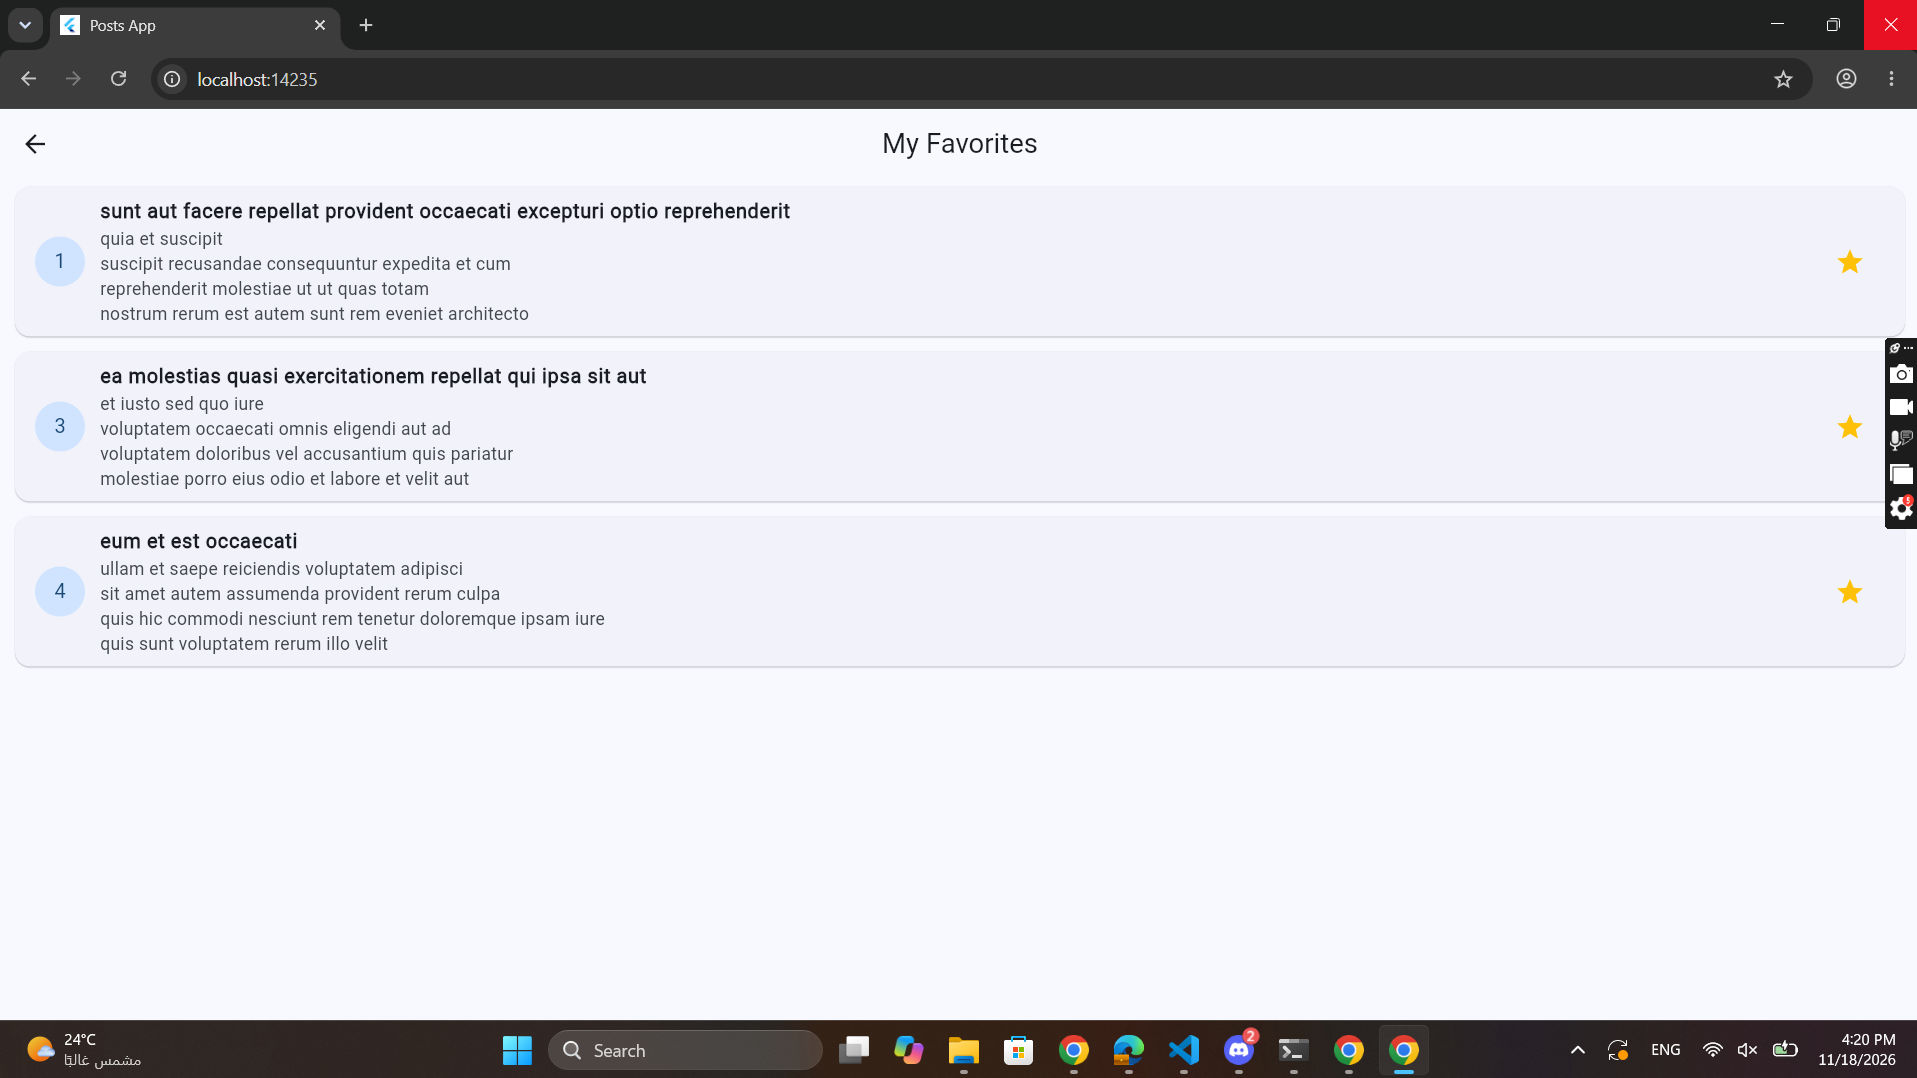 Posts App
localhost:14235
My Favorites
1
sunt aut facere repellat provident occaecati excepturi optio reprehenderit
quia et suscipit
suscipit recusandae consequuntur expedita et cum
reprehenderit molestiae ut ut quas totam
nostrum rerum est autem sunt rem eveniet architecto
3
ea molestias quasi exercitationem repellat qui ipsa sit aut
et iusto sed quo iure
voluptatem occaecati omnis eligendi aut ad
voluptatem doloribus vel accusantium quis pariatur
molestiae porro eius odio et labore et velit aut
5
4
eum et est occaecati
ullam et saepe reiciendis voluptatem adipisci
sit amet autem assumenda provident rerum culpa
quis hic commodi nesciunt rem tenetur doloremque ipsam iure
quis sunt voluptatem rerum illo velit
24°C
مشمس غالبًا
Search
2
ENG
4:20 PM
11/18/2026